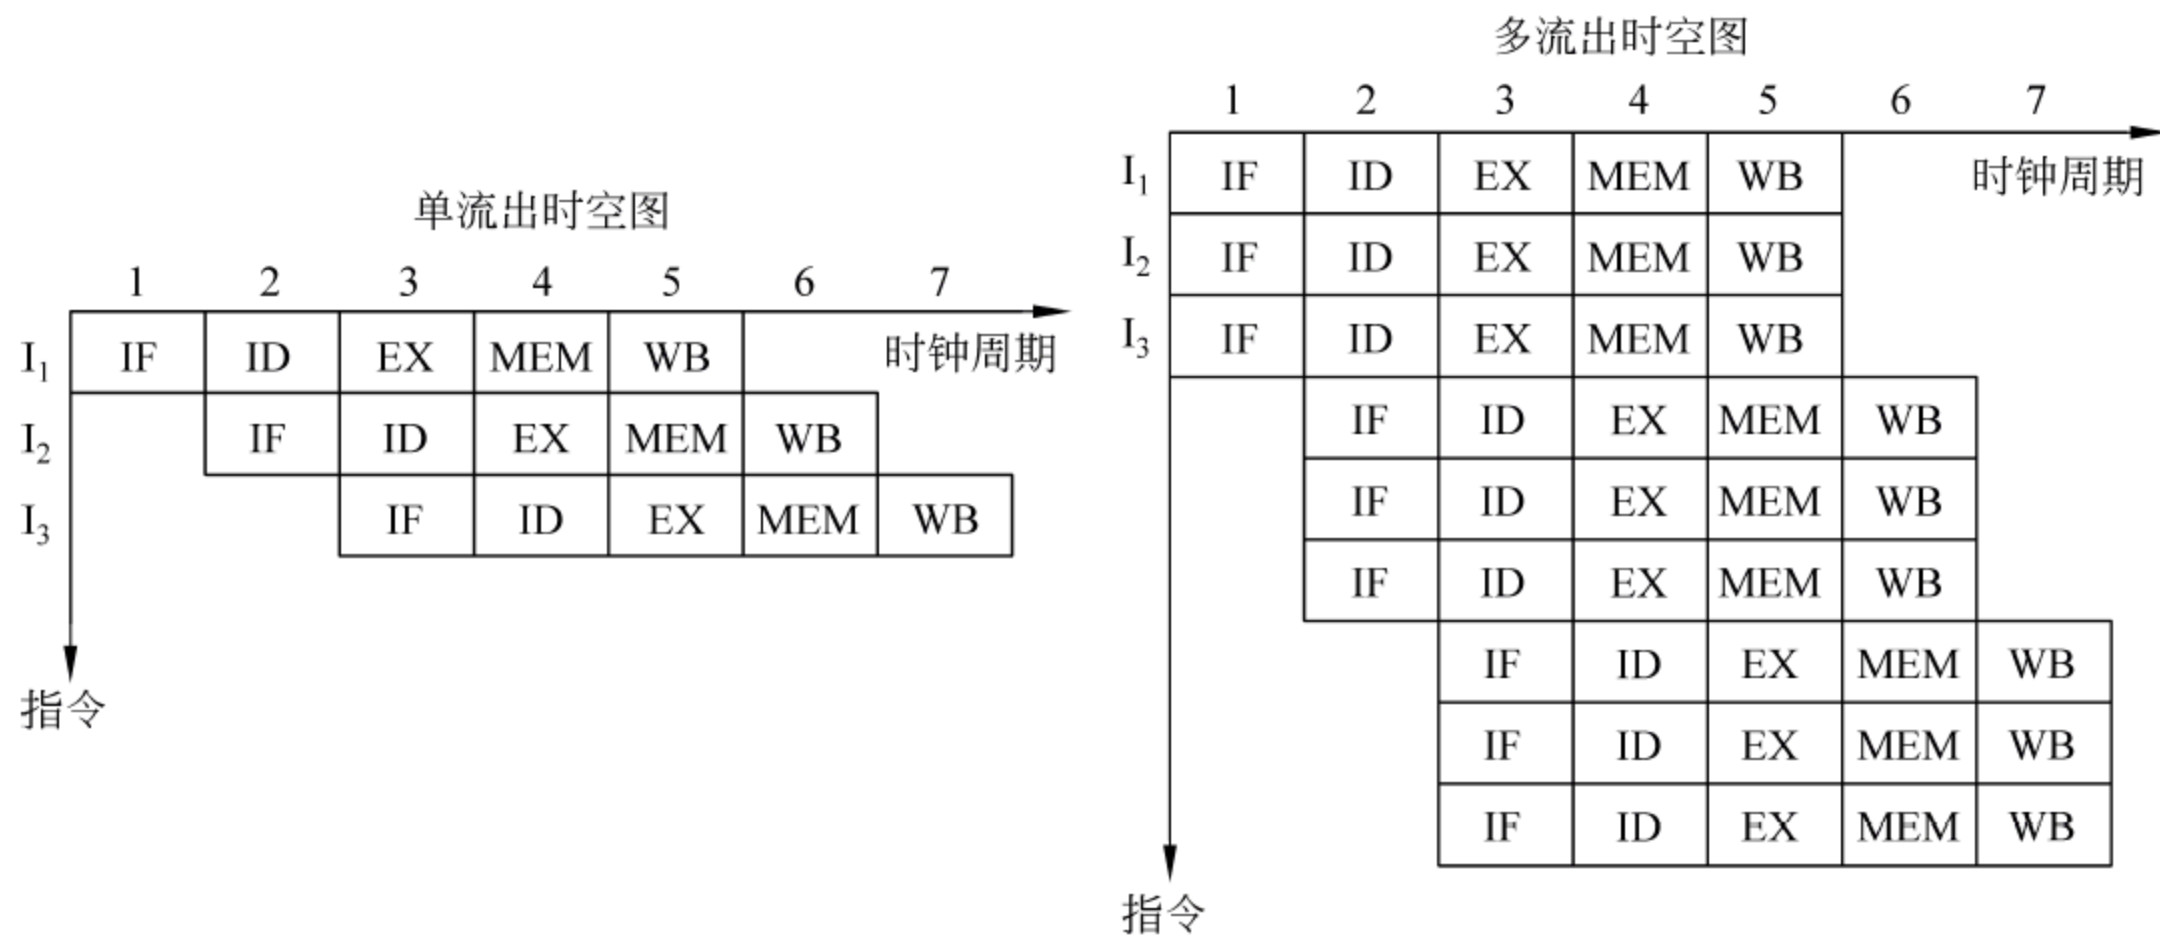 单流出时空图
1 2 3 4 5 6 7
时钟周期
I1 IF ID EX MEM WB
I2 IF ID EX MEM WB
I3 IF ID EX MEM WB
指令
多流出时空图
1 2 3 4 5 6 7
时钟周期
I1 IF ID EX MEM WB
I2 IF ID EX MEM WB
I3 IF ID EX MEM WB
IF ID EX MEM WB
IF ID EX MEM WB
IF ID EX MEM WB
IF ID EX MEM WB
IF ID EX MEM WB
IF ID EX MEM WB
指令